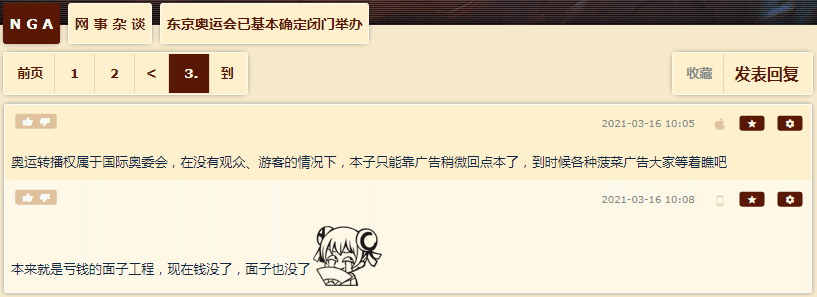 NGA 网事杂谈 东京奥运会已基本确定闭门举办
前页 1 2 < 3. 到 收藏 发表回复
2021-03-16 10:05
奥运转播权属于国际奥委会，在没有观众、游客的情况下，本子只能靠广告稍微回点本了，到时候各种菠菜广告大家等着瞧吧
2021-03-16 10:08
本来就是亏钱的面子工程，现在钱没了，面子也没了